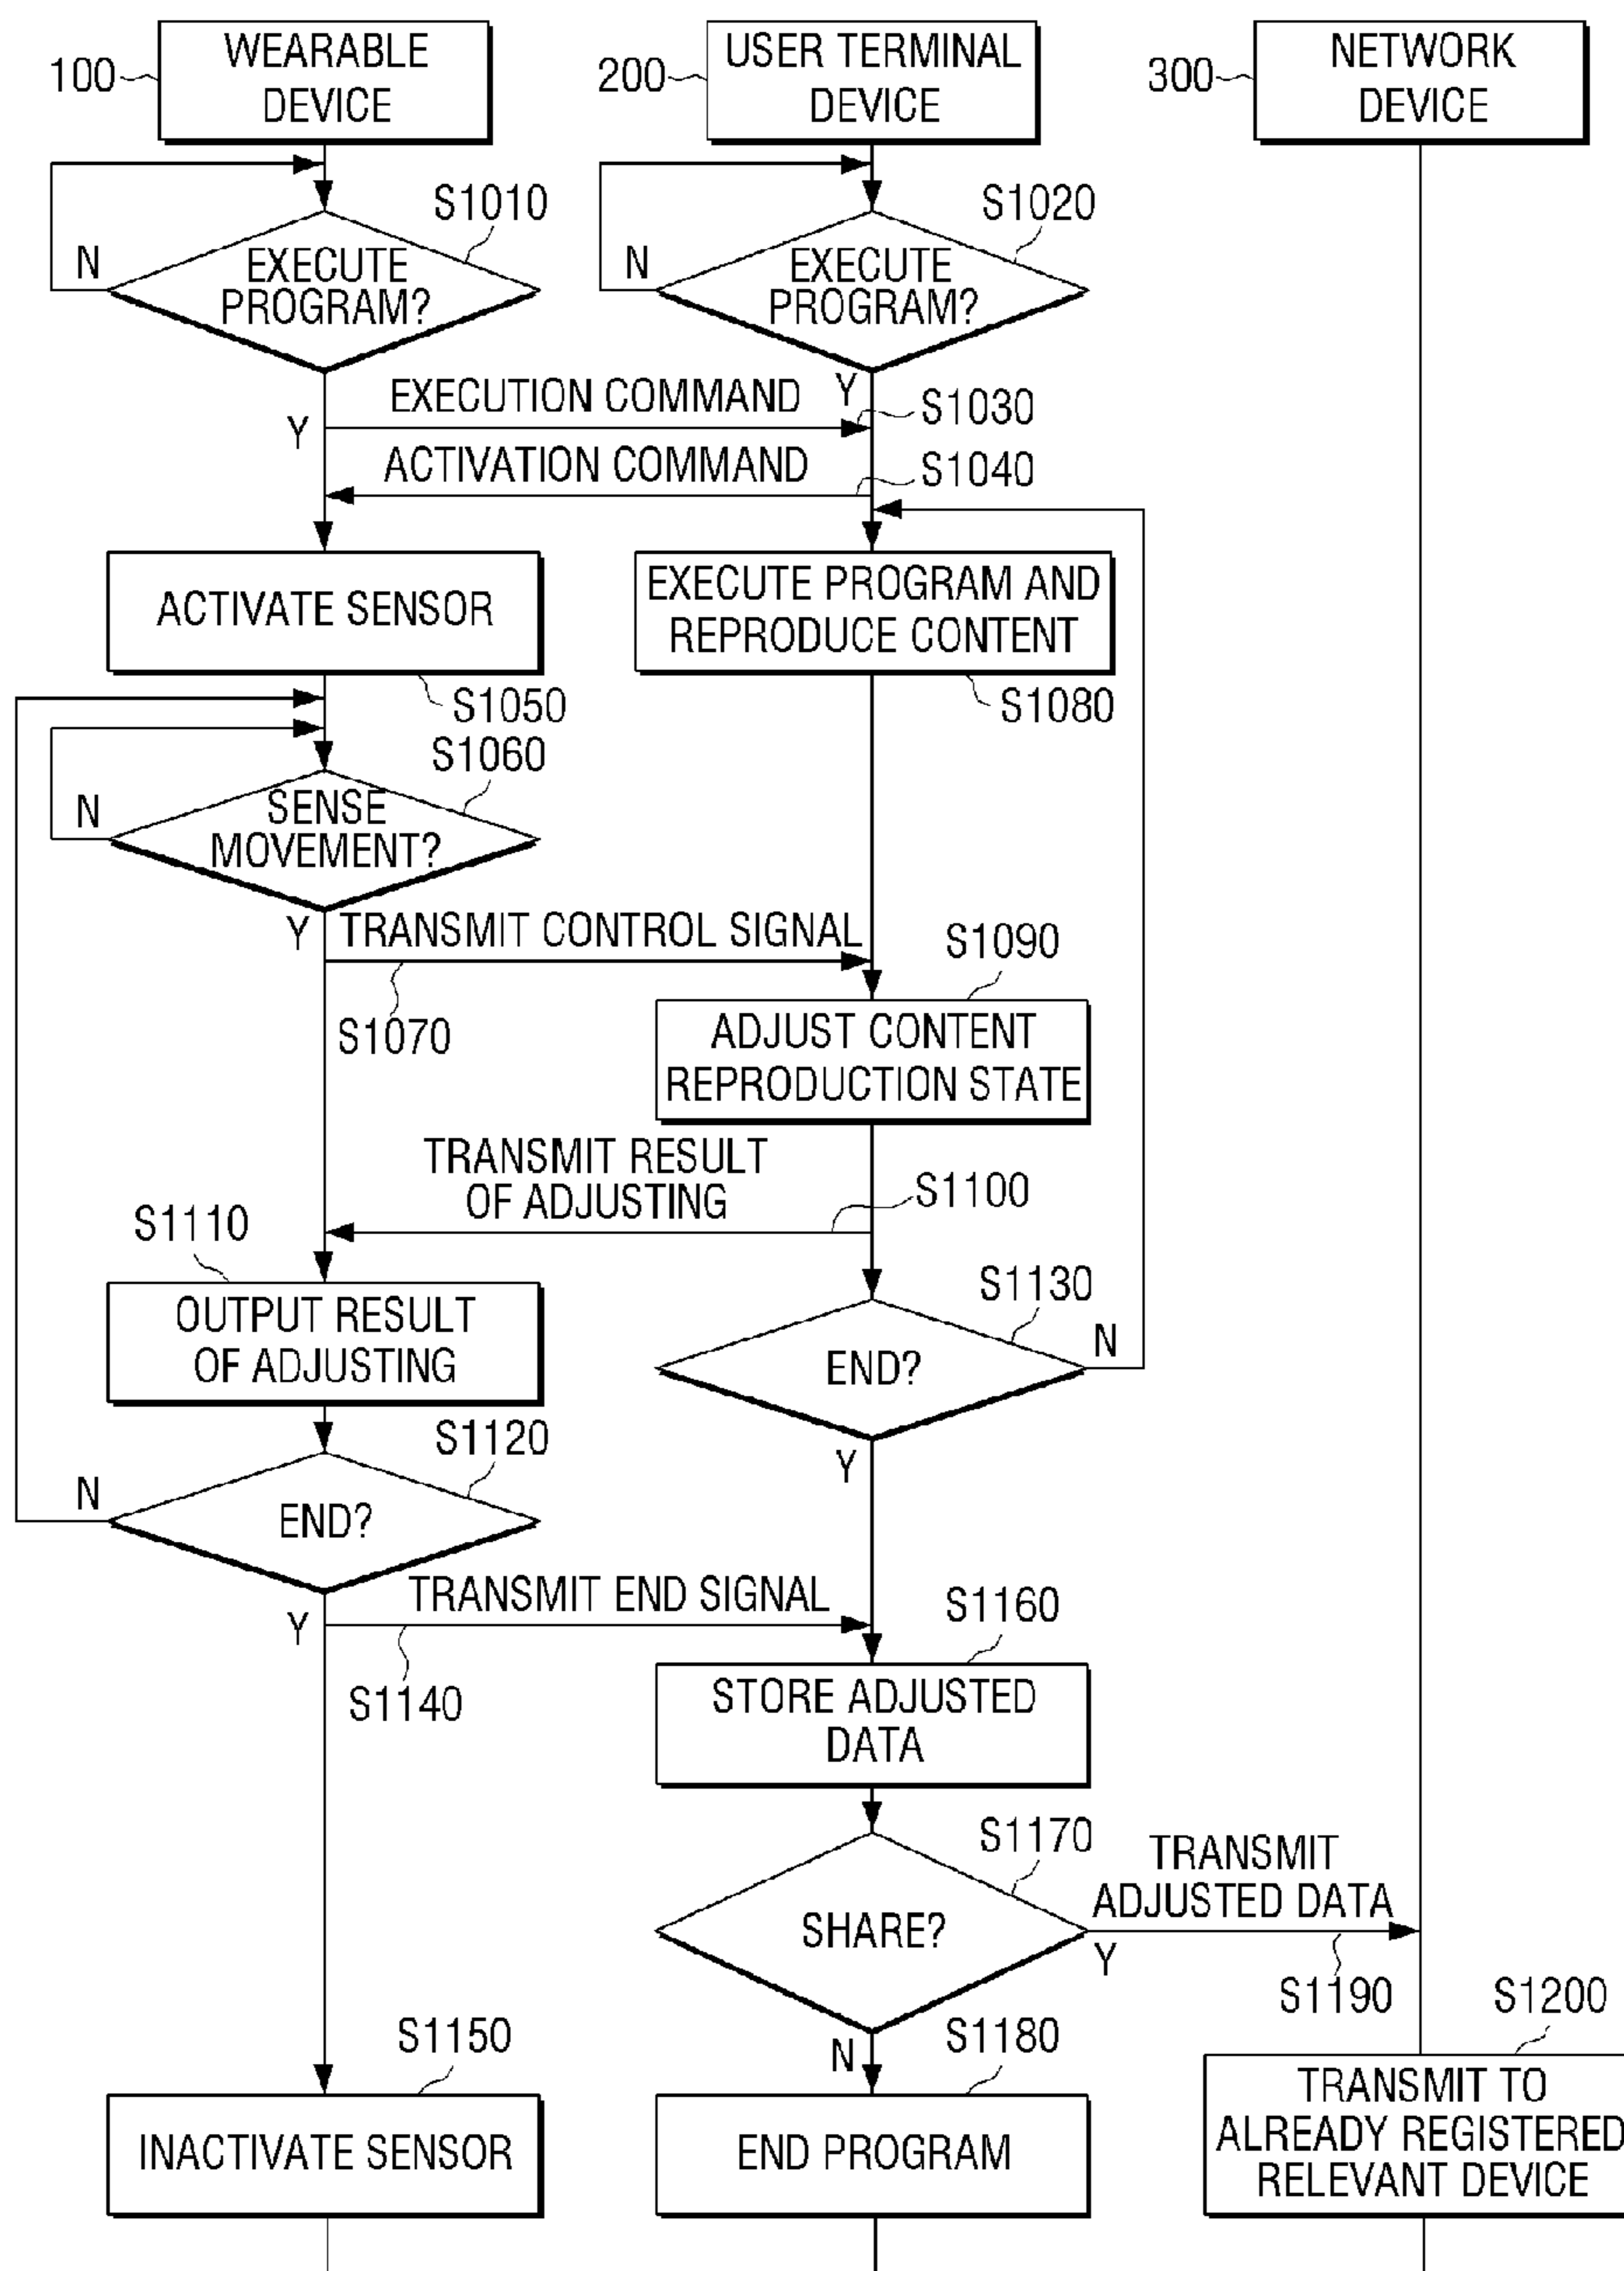 100
WEARABLE
DEVICE
200
USER TERMINAL
DEVICE
300
NETWORK
DEVICE
S1010
N
EXECUTE
PROGRAM?
S1020
N
EXECUTE
PROGRAM?
Y
EXECUTION COMMAND
Y
S1030
ACTIVATION COMMAND
S1040
ACTIVATE SENSOR
S1050
EXECUTE PROGRAM AND
REPRODUCE CONTENT
S1080
S1060
N
SENSE
MOVEMENT?
Y
TRANSMIT CONTROL SIGNAL
S1070
S1090
ADJUST CONTENT
REPRODUCTION STATE
TRANSMIT RESULT
OF ADJUSTING
S1100
S1110
OUTPUT RESULT
OF ADJUSTING
S1130
END?
N
Y
S1120
N
END?
Y
TRANSMIT END SIGNAL
S1140
S1160
STORE ADJUSTED
DATA
S1170
SHARE?
TRANSMIT
ADJUSTED DATA
Y
S1190
N
S1150
INACTIVATE SENSOR
S1180
END PROGRAM
S1200
TRANSMIT TO
ALREADY REGISTERED
RELEVANT DEVICE